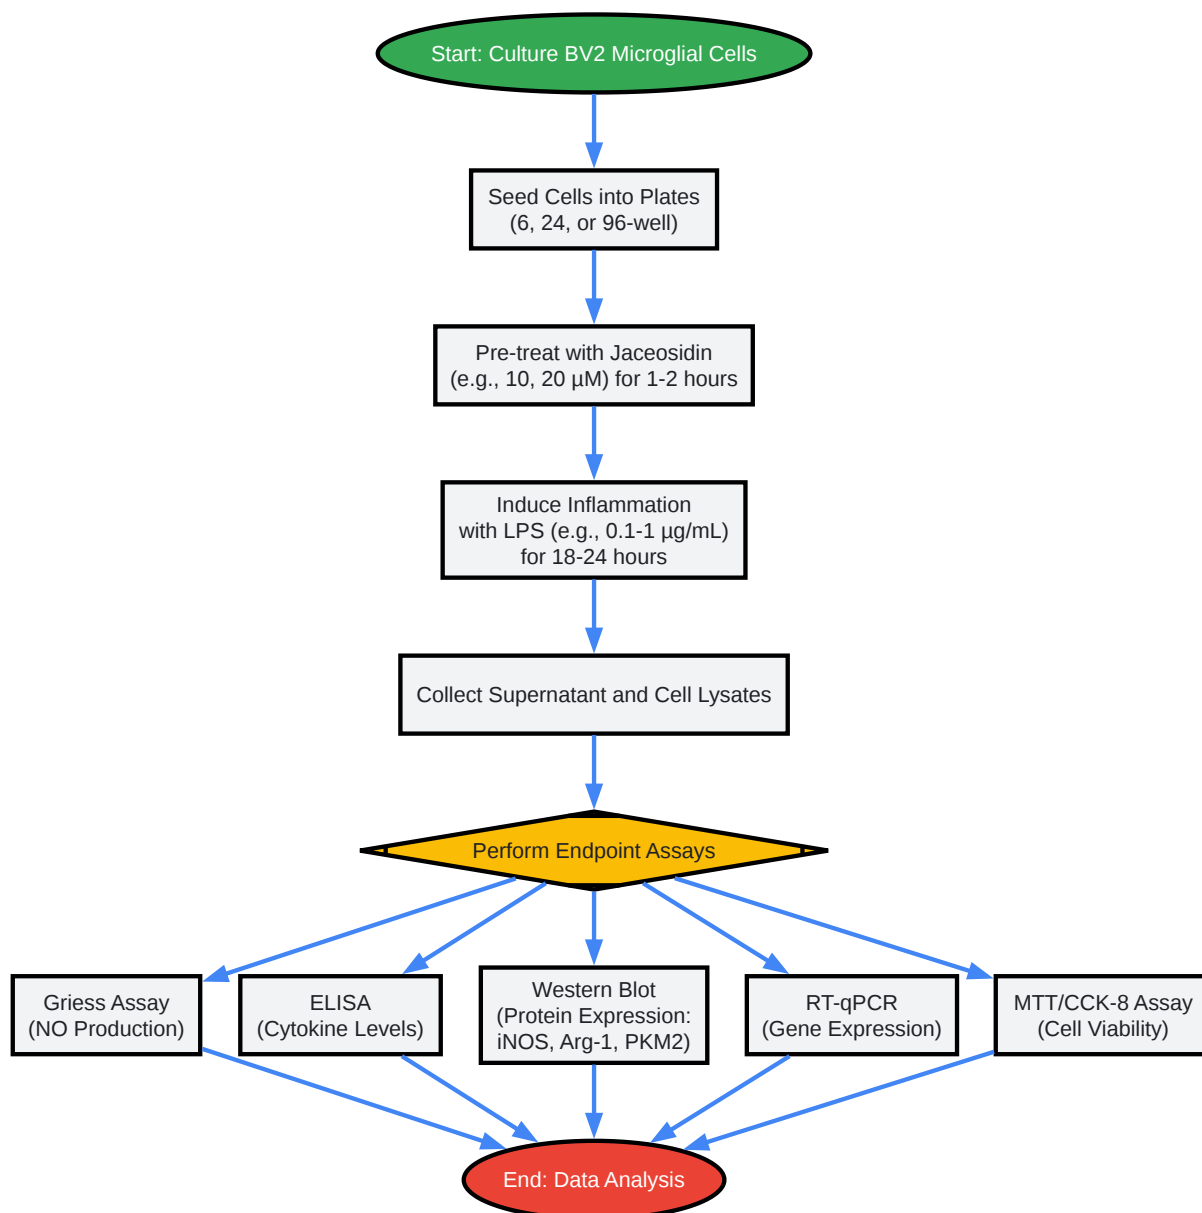 Start: Culture BV2 Microglial Cells
Seed Cells into Plates
(6, 24, or 96-well)
Pre-treat with Jaceosidin
(e.g., 10, 20 µM) for 1-2 hours
Induce Inflammation
with LPS (e.g., 0.1-1 µg/mL)
for 18-24 hours
Collect Supernatant and Cell Lysates
Perform Endpoint Assays
Griess Assay
(NO Production)
ELISA
(Cytokine Levels)
Western Blot
(Protein Expression:
iNOS, Arg-1, PKM2)
RT-qPCR
(Gene Expression)
MTT/CCK-8 Assay
(Cell Viability)
End: Data Analysis